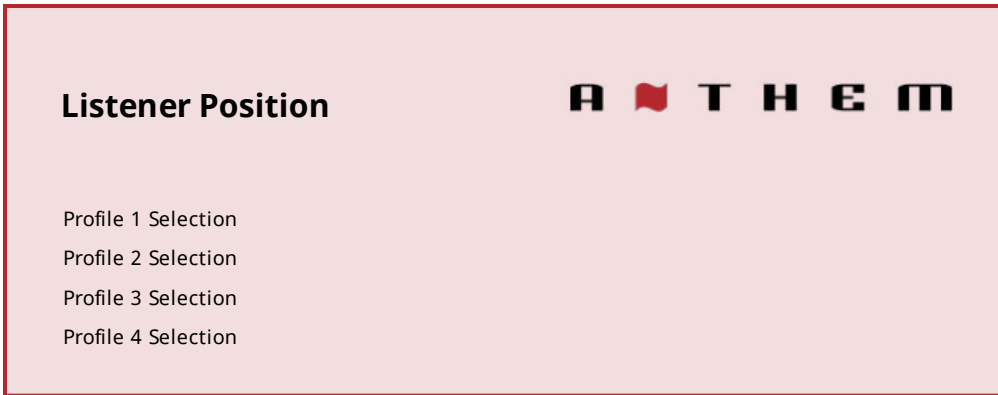 Listener Position
ANTHEM
Profile 1 Selection
Profile 2 Selection
Profile 3 Selection
Profile 4 Selection